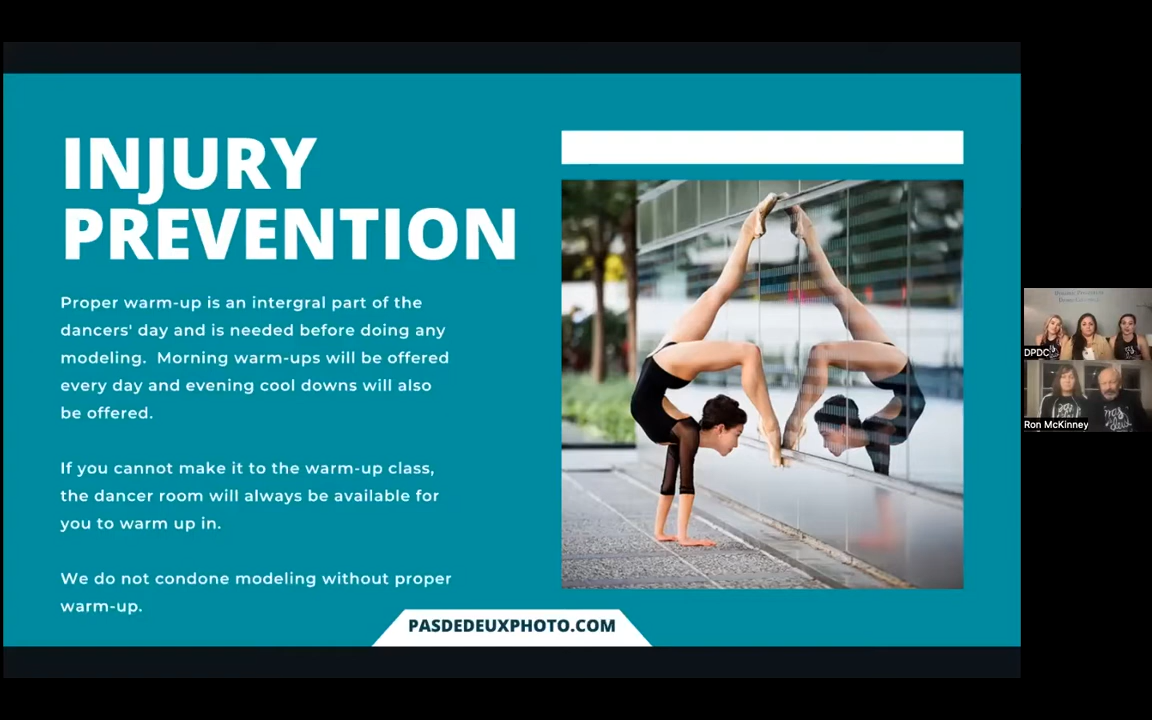 INJURY
PREVENTION
Proper warm-up is an intergral part of the
dancers' day and is needed before doing any
modeling.  Morning warm-ups will be offered
every day and evening cool downs will also
be offered.
If you cannot make it to the warm-up class,
the dancer room will always be available for
you to warm up in.
We do not condone modeling without proper
warm-up.
PASDEDEUXPHOTO.COM
DPDC
Ron McKinney